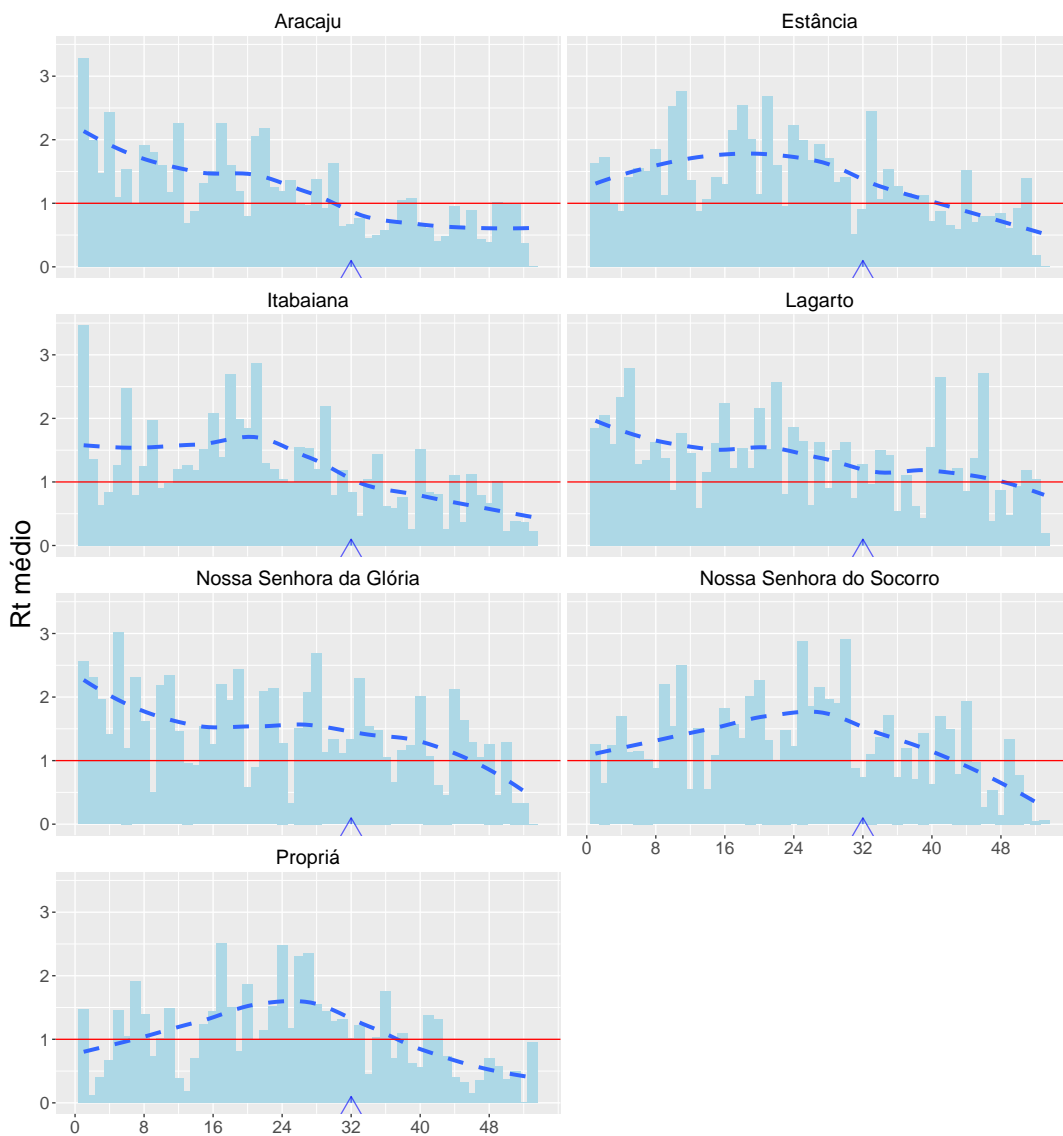 Aracaju
Estância
3
2
1
0
Itabaiana
Lagarto
3
2
1
0
Rt médio
Nossa Senhora da Glória
Nossa Senhora do Socorro
3
2
1
0
0 8 16 24 32 40 48
Propriá
3
2
1
0
0 8 16 24 32 40 48